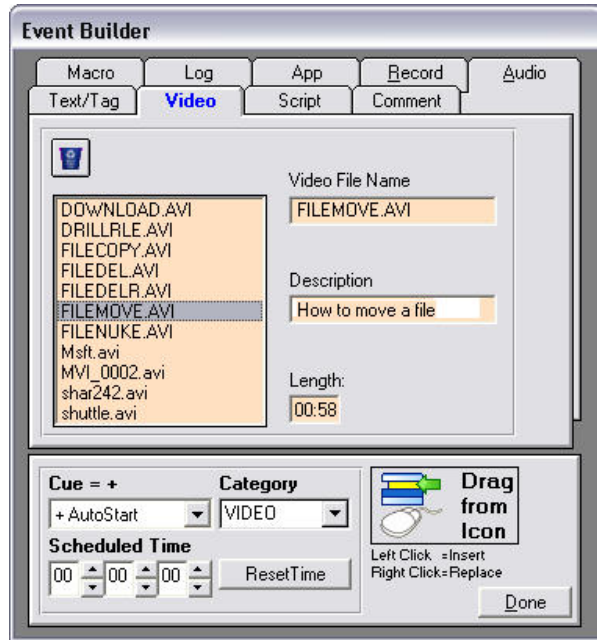 Event Builder
Macro Log App Record Audio
Text/Tag Video Script Comment
Video File Name
FILEMOVE.AVI
DOWNLOAD.AVI
DRILLRLE.AVI
FILECOPY.AVI
FILEDEL.AVI
FILEDELR.AVI
FILEMOVE.AVI
FILENUKE.AVI
Msft.avi
MVI_0002.avi
shar242.avi
shuttle.avi
Description
How to move a file
Length:
00:58
Cue = + Category
+ AutoStart VIDEO
Scheduled Time
00 00 00 ResetTime
Drag
from
Icon
Left Click =Insert
Right Click=Replace
Done